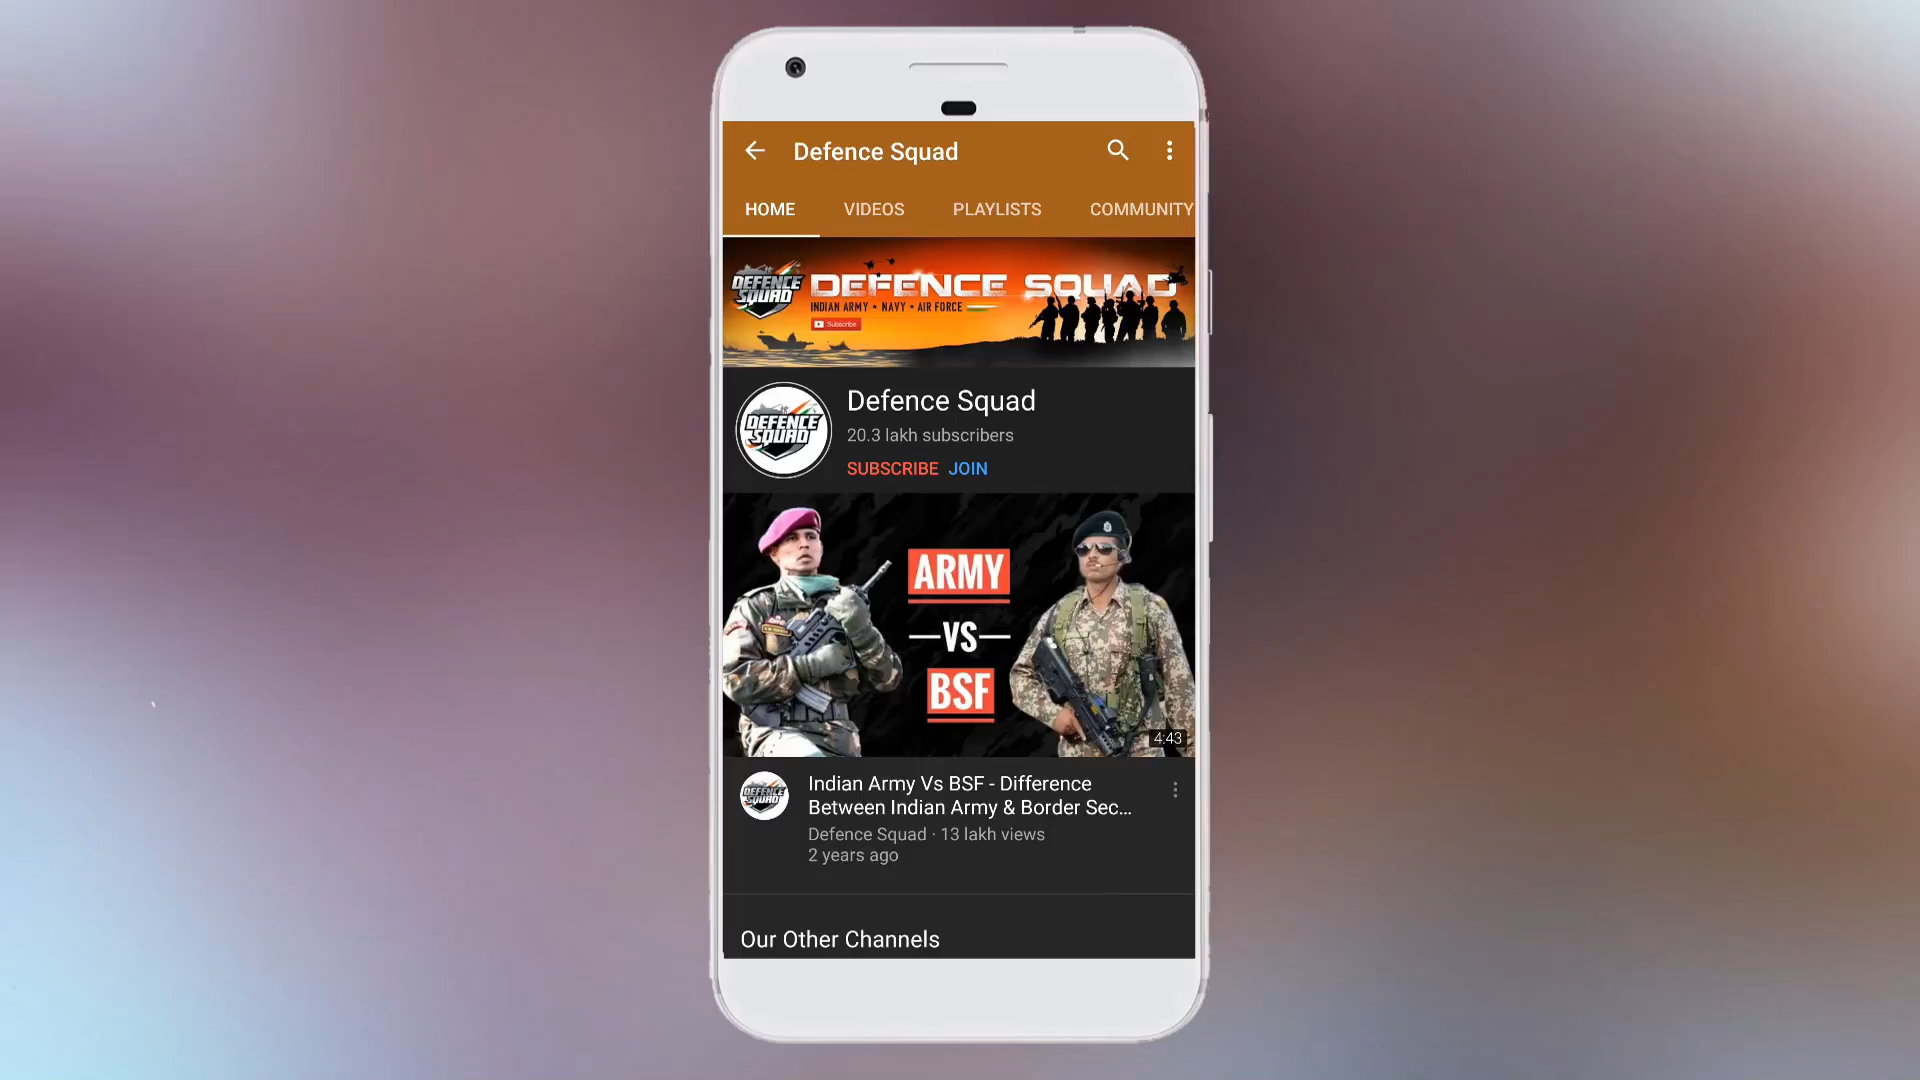 Defence Squad
HOME VIDEOS PLAYLISTS COMMUNITY
DEFENCE SQUAD
DEFENCE SQUAD
INDIAN ARMY ★ NAVY ★ AIR FORCE
Subscribe
DEFENCE SQUAD
Defence Squad
20.3 lakh subscribers
SUBSCRIBE JOIN
ARMY
VS
BSF
4:43
DEFENCE SQUAD
Indian Army Vs BSF - Difference
Between Indian Army & Border Sec...
Defence Squad · 13 lakh views
2 years ago
Our Other Channels